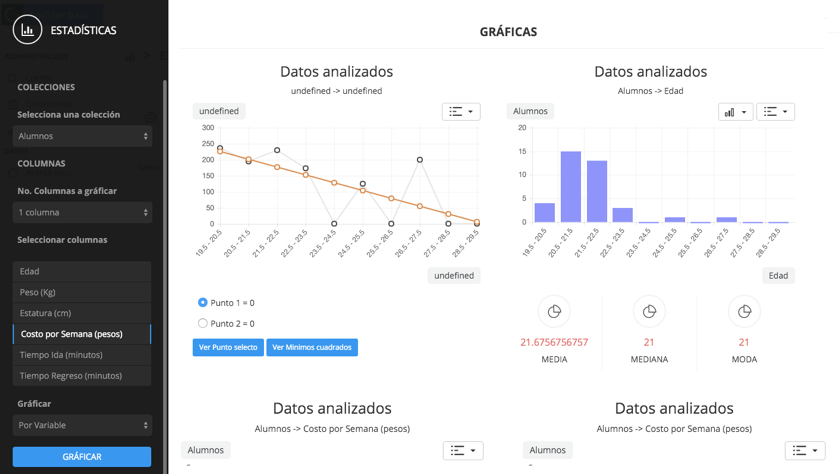 ESTADÍSTICAS
COLECCIONES
Selecciona una colección
Alumnos
COLUMNAS
No. Columnas a gráficar
1 columna
Seleccionar columnas
Edad
Peso (Kg)
Estatura (cm)
Costo por Semana (pesos)
Tiempo Ida (minutos)
Tiempo Regreso (minutos)
Gráficar
Por Variable
GRÁFICAR
GRÁFICAS
Datos analizados
undefined -> undefined
undefined
300
250
200
150
100
50
0
19.5 - 20.5
20.5 - 21.5
21.5 - 22.5
22.5 - 23.5
23.5 - 24.5
24.5 - 25.5
25.5 - 26.5
26.5 - 27.5
27.5 - 28.5
28.5 - 29.5
undefined
Punto 1 = 0
Punto 2 = 0
Ver Punto selecto
Ver Minimos cuadrados
Datos analizados
Alumnos -> Edad
Alumnos
20
15
10
5
0
19.5 - 20.5
20.5 - 21.5
21.5 - 22.5
22.5 - 23.5
23.5 - 24.5
24.5 - 25.5
25.5 - 26.5
26.5 - 27.5
27.5 - 28.5
28.5 - 29.5
Edad
21.6756756757
MEDIA
21
MEDIANA
21
MODA
Datos analizados
Alumnos -> Costo por Semana (pesos)
Alumnos
Datos analizados
Alumnos -> Costo por Semana (pesos)
Alumnos